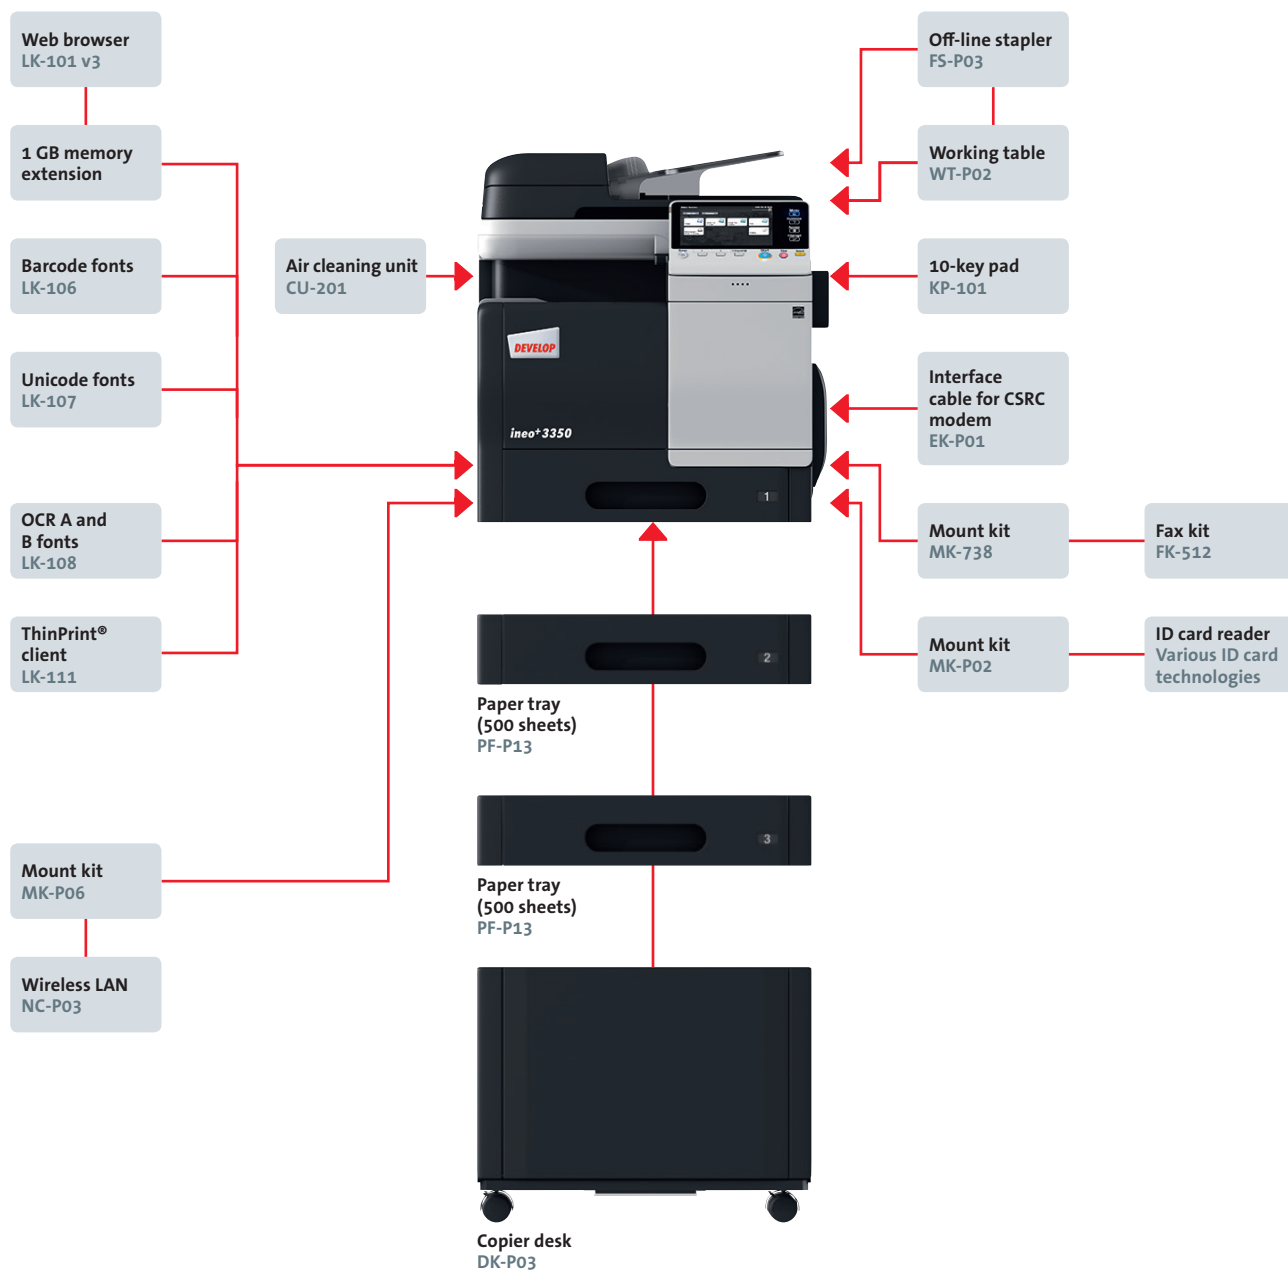 Web browser
LK-101 v3
1 GB memory
extension
Barcode fonts
LK-106
Unicode fonts
LK-107
OCR A and
B fonts
LK-108
ThinPrint®
client
LK-111
Mount kit
MK-P06
Wireless LAN
NC-P03
Air cleaning unit
CU-201
DEVELOP
ineo+3350
1
2
Paper tray
(500 sheets)
PF-P13
3
Paper tray
(500 sheets)
PF-P13
Copier desk
DK-P03
Off-line stapler
FS-P03
Working table
WT-P02
10-key pad
KP-101
Interface
cable for CSRC
modem
EK-P01
Mount kit
MK-738
Fax kit
FK-512
Mount kit
MK-P02
ID card reader
Various ID card
technologies